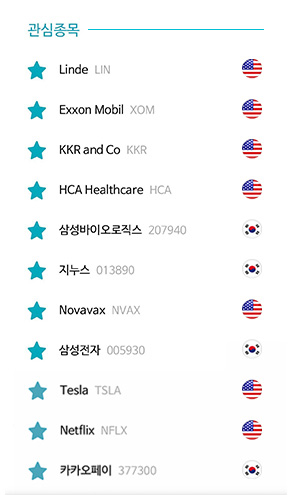 관심종목
Linde LIN
Exxon Mobil XOM
KKR and Co KKR
HCA Healthcare HCA
삼성바이오로직스 207940
지누스 013890
Novavax NVAX
삼성전자 005930
Tesla TSLA
Netflix NFLX
카카오페이 377300